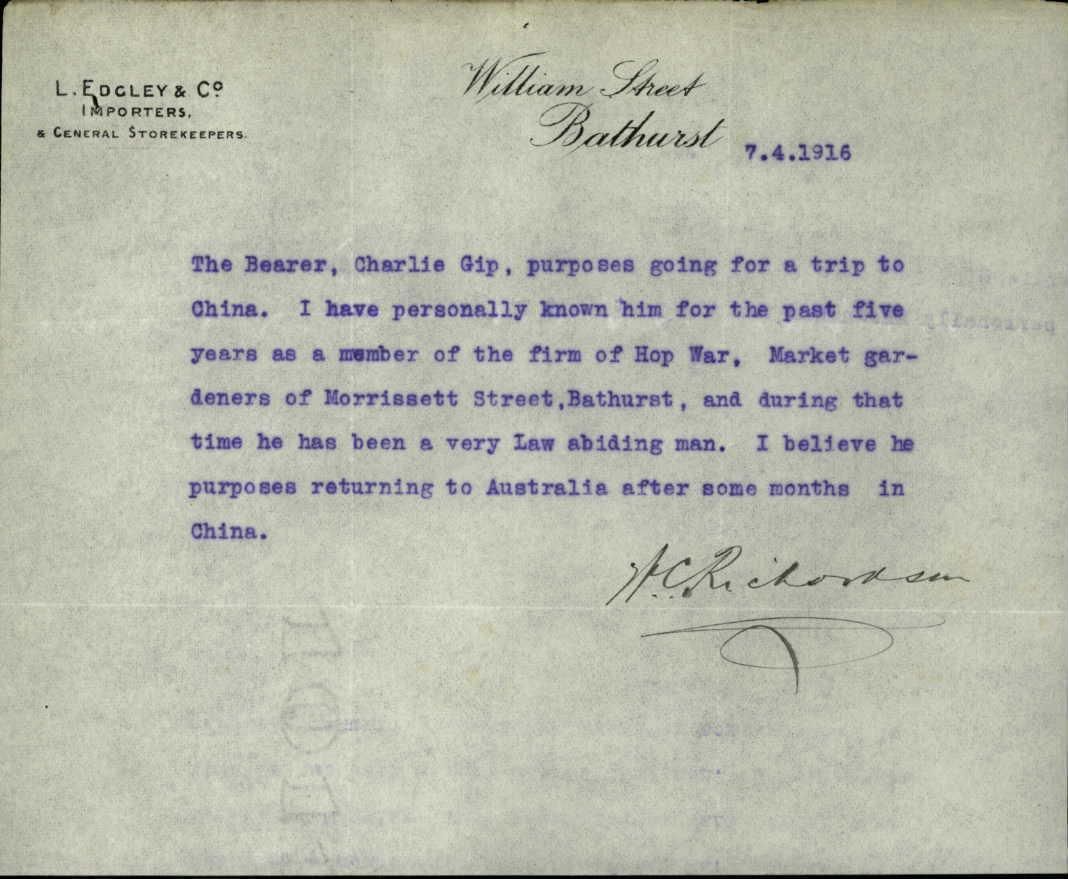 L. EDGLEY & Cº
IMPORTERS,
& GENERAL STOREKEEPERS.
William Street
Bathurst
7.4.1916
The Bearer, Charlie Gip, purposes going for a trip to
China.  I have personally known him for the past five
years as a member of the firm of Hop War,  Market gar-
deners of Morrissett Street,Bathurst, and during that
time he has been a very Law abiding man.  I believe he
purposes returning to Australia after some months  in
China.
H.C. Richardson